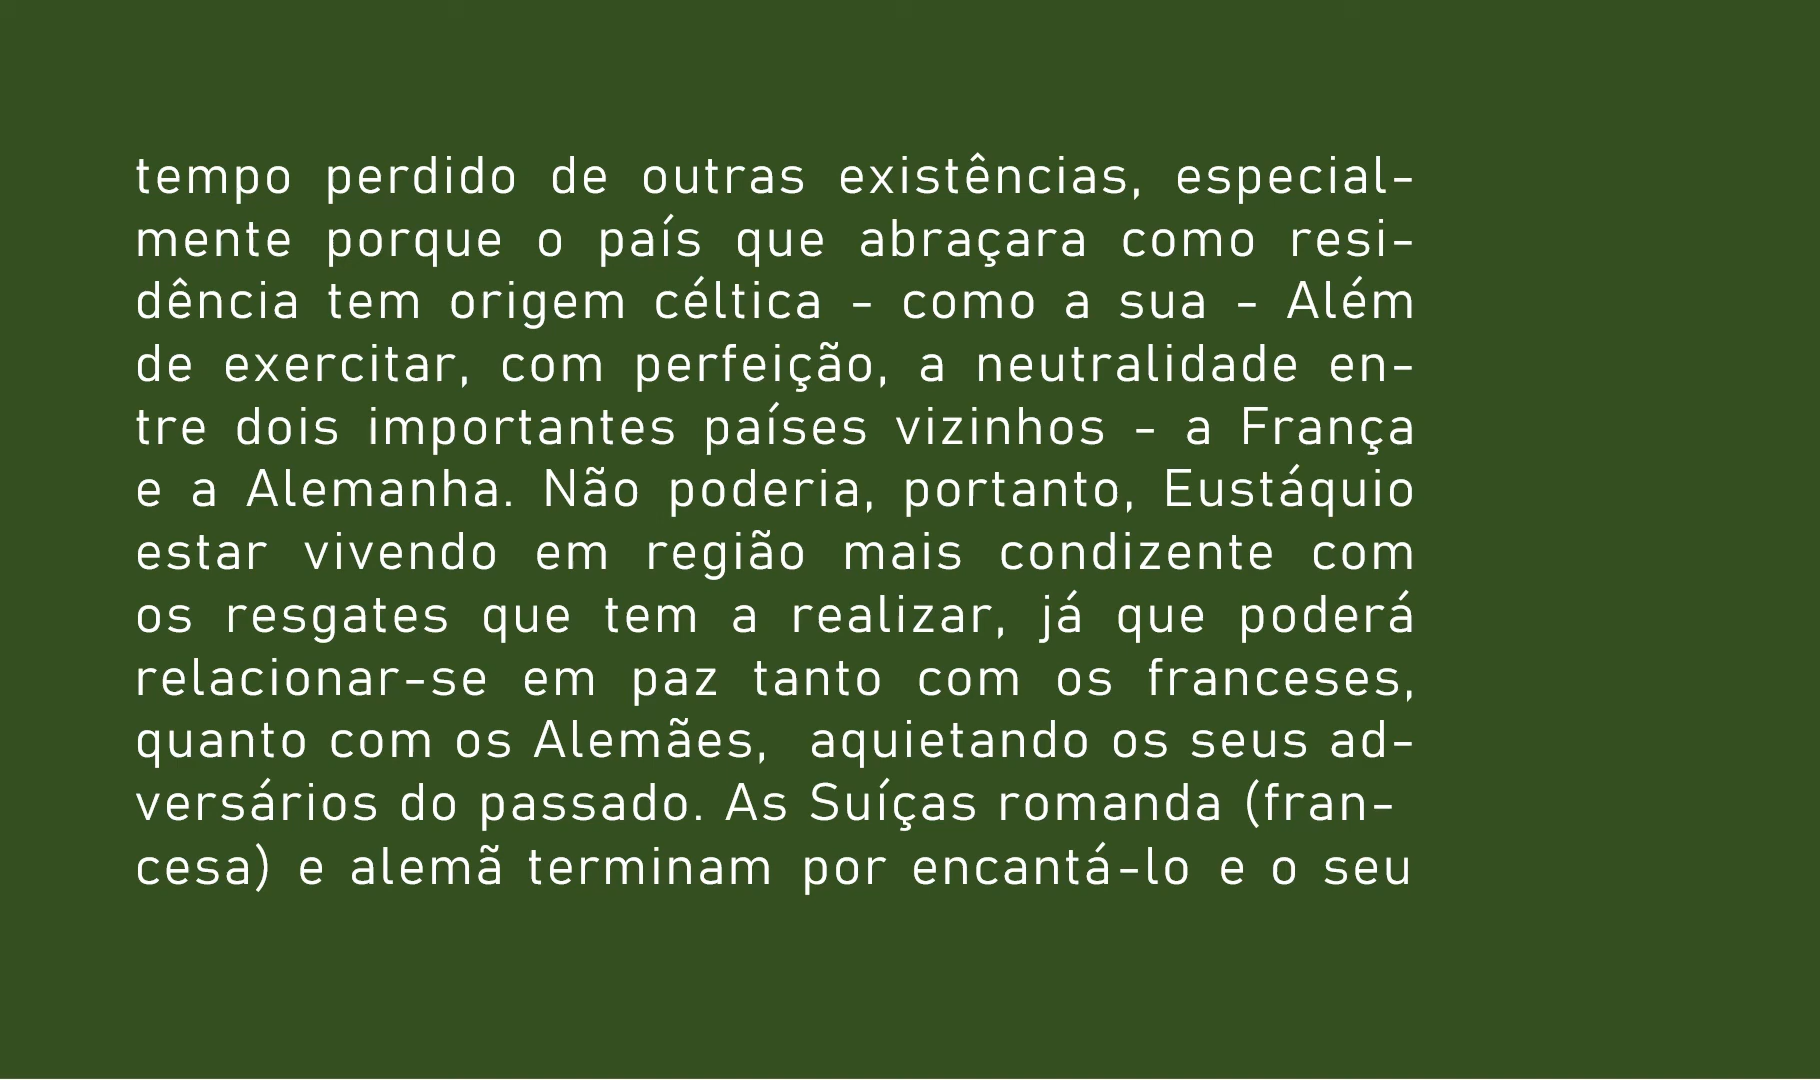 tempo perdido de outras existências, especial-
mente porque o país que abraçara como resi-
dência tem origem céltica - como a sua - Além
de exercitar, com perfeição, a neutralidade en-
tre dois importantes países vizinhos - a França
e a Alemanha. Não poderia, portanto, Eustáquio
estar vivendo em região mais condizente com
os resgates que tem a realizar, já que poderá
relacionar-se em paz tanto com os franceses,
quanto com os Alemães,  aquietando os seus ad-
versários do passado. As Suíças romanda (fran-
cesa) e alemã terminam por encantá-lo e o seu